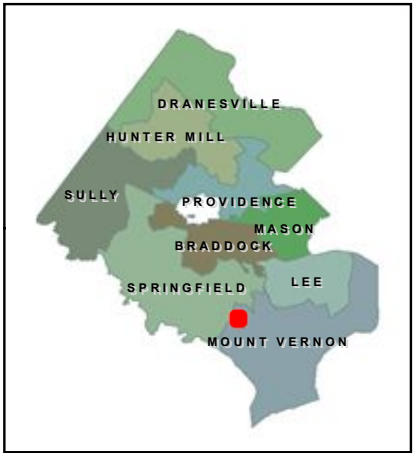 DRANESVILLE
HUNTER MILL
SULLY
PROVIDENCE
MASON
BRADDOCK
LEE
SPRINGFIELD
MOUNT VERNON